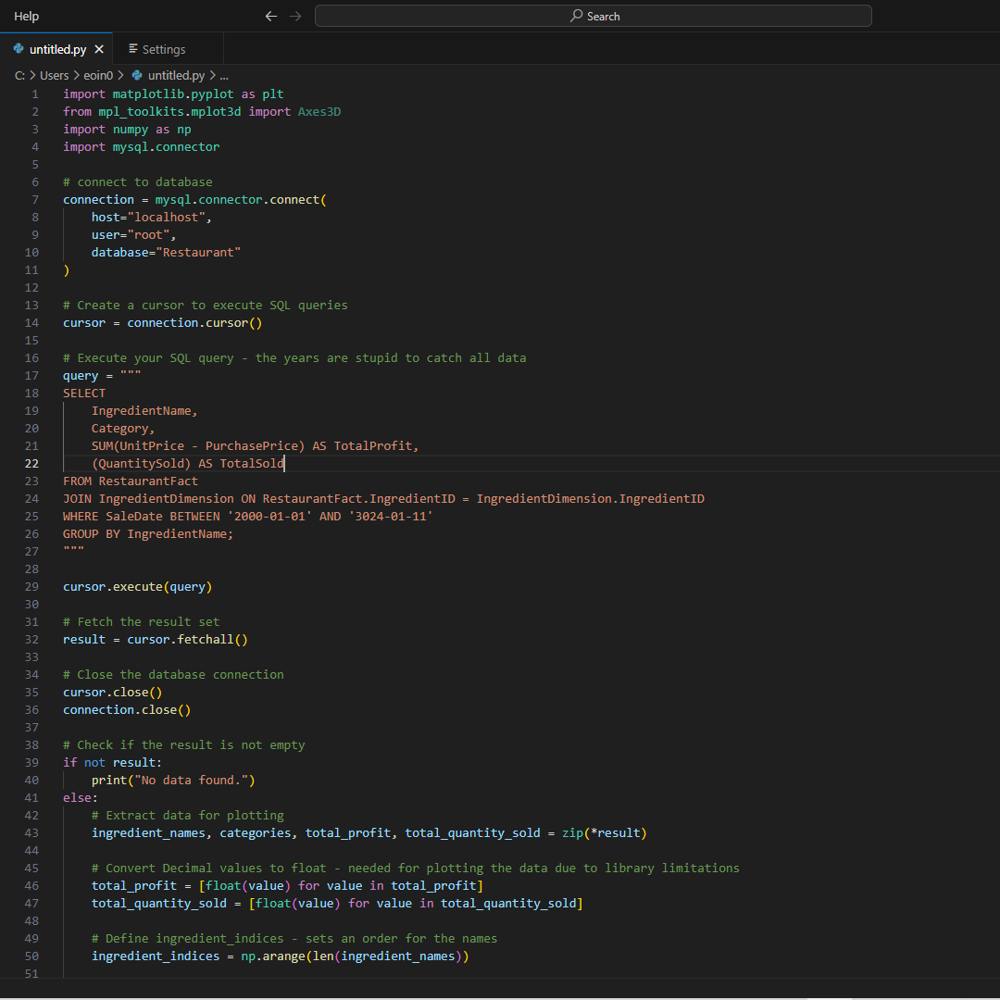 Help
Search
untitled.py
Settings
C: > Users > eoin0 > untitled.py > ...
1 import matplotlib.pyplot as plt
2 from mpl_toolkits.mplot3d import Axes3D
3 import numpy as np
4 import mysql.connector
5
6 # connect to database
7 connection = mysql.connector.connect(
8     host="localhost",
9     user="root",
10     database="Restaurant"
11 )
12
13 # Create a cursor to execute SQL queries
14 cursor = connection.cursor()
15
16 # Execute your SQL query - the years are stupid to catch all data
17 query = """
18 SELECT
19     IngredientName,
20     Category,
21     SUM(UnitPrice - PurchasePrice) AS TotalProfit,
22     (QuantitySold) AS TotalSold
23 FROM RestaurantFact
24 JOIN IngredientDimension ON RestaurantFact.IngredientID = IngredientDimension.IngredientID
25 WHERE SaleDate BETWEEN '2000-01-01' AND '3024-01-11'
26 GROUP BY IngredientName;
27 """
28
29 cursor.execute(query)
30
31 # Fetch the result set
32 result = cursor.fetchall()
33
34 # Close the database connection
35 cursor.close()
36 connection.close()
37
38 # Check if the result is not empty
39 if not result:
40     print("No data found.")
41 else:
42     # Extract data for plotting
43     ingredient_names, categories, total_profit, total_quantity_sold = zip(*result)
44
45     # Convert Decimal values to float - needed for plotting the data due to library limitations
46     total_profit = [float(value) for value in total_profit]
47     total_quantity_sold = [float(value) for value in total_quantity_sold]
48
49     # Define ingredient_indices - sets an order for the names
50     ingredient_indices = np.arange(len(ingredient_names))
51